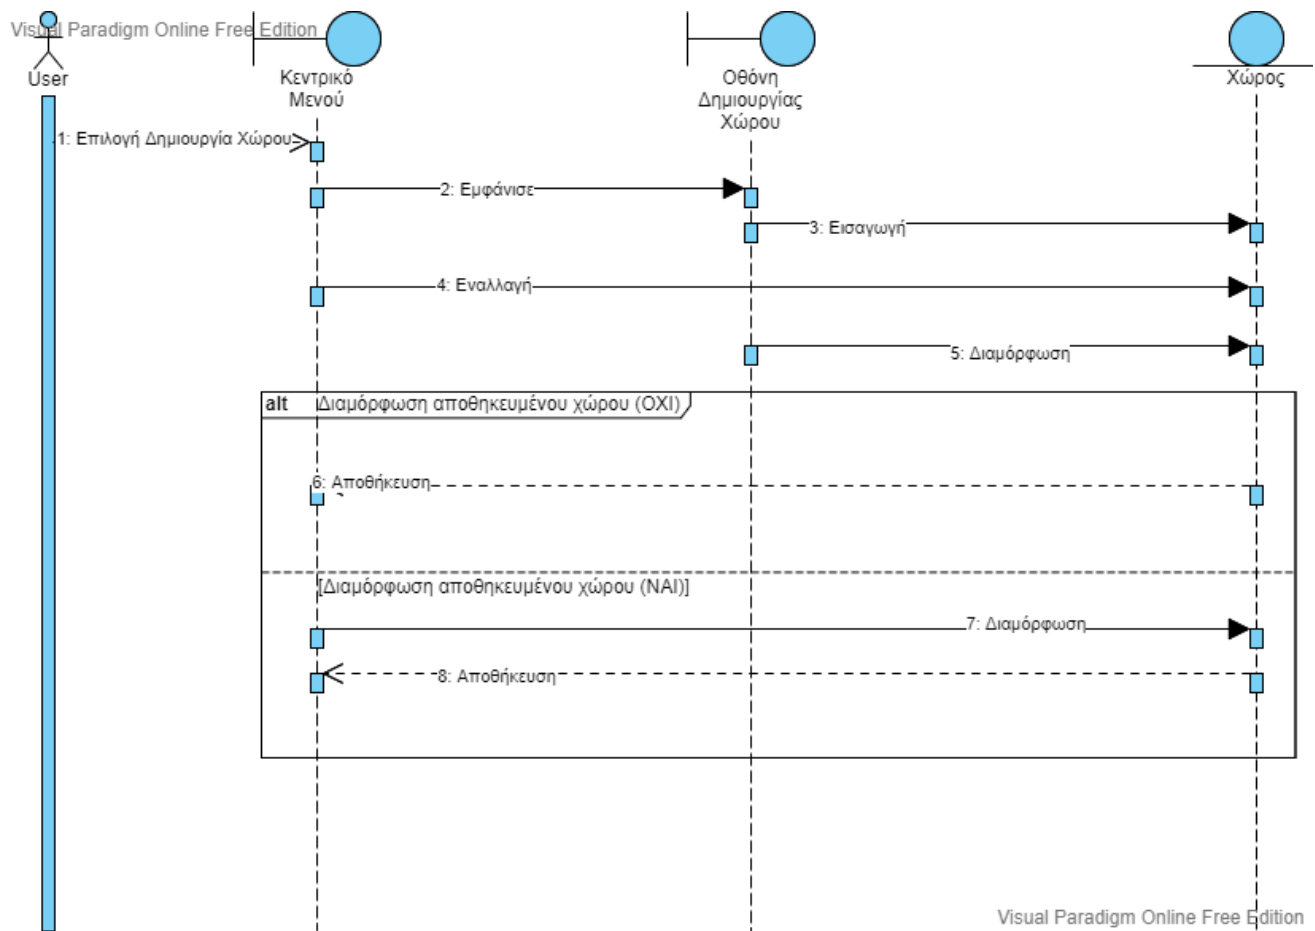 Visual Paradigm Online Free Edition
User
Κεντρικό
Μενού
Οθόνη
Δημιουργίας
Χώρου
Χώρος
1: Επιλογή Δημιουργία Χώρου
2: Εμφάνισε
3: Εισαγωγή
4: Εναλλαγή
5: Διαμόρφωση
alt Διαμόρφωση αποθηκευμένου χώρου (ΟΧΙ)
6: Αποθήκευση
[Διαμόρφωση αποθηκευμένου χώρου (ΝΑΙ)]
7: Διαμόρφωση
8: Αποθήκευση
Visual Paradigm Online Free Edition